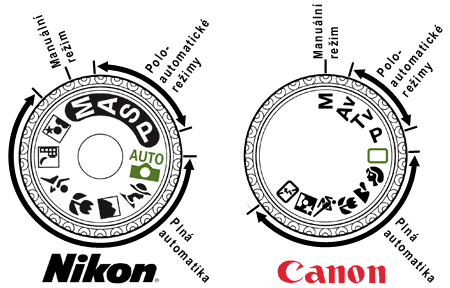 Manuální
režim
Polo-
automatické
režimy
M
A
S
P
AUTO
Plná
automatika
Nikon
Manuální
režim
Polo-
automatické
režimy
M
AV
TV
P
Plná
automatika
Canon